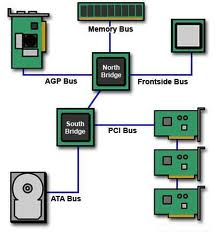 Memory Bus
North
Bridge
AGP Bus
Frontside Bus
South
Bridge
PCI Bus
ATA Bus